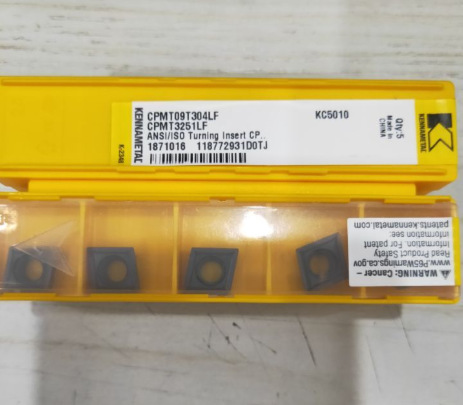 KENNAMETAL
K-2346
CPMT09T304LF
KC5010
CPMT3251LF
ANSI/ISO Turning Insert CP..
1871016 118772931D0TJ
Qty 5
Made in
CHINA
KENNAMETAL
⚠ WARNING: Cancer -
www.P65Warnings.ca.gov
Read Product Safety
Information. For patent
information see:
patents.kennametal.com